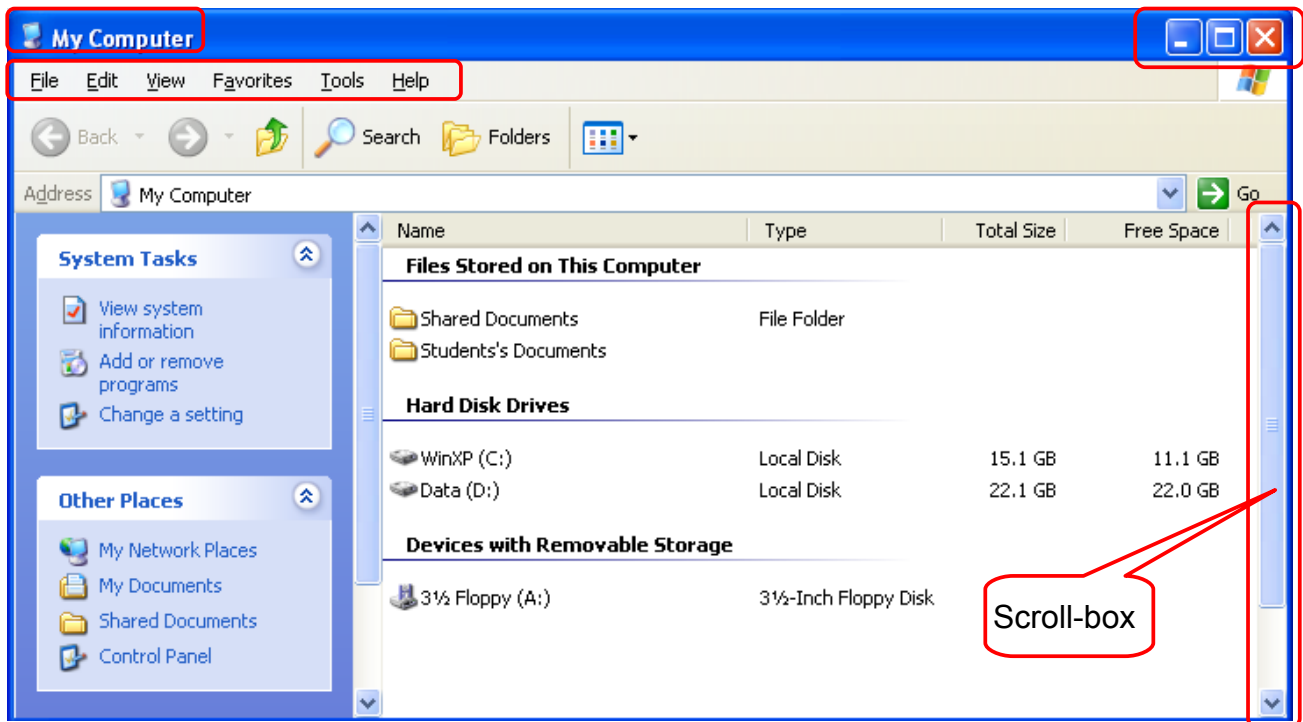 My Computer
File Edit View Favorites Tools Help
Back Search Folders
Address My Computer Go
System Tasks
View system
information
Add or remove
programs
Change a setting
Other Places
My Network Places
My Documents
Shared Documents
Control Panel
Name Type Total Size Free Space
Files Stored on This Computer
Shared Documents File Folder
Students's Documents
Hard Disk Drives
WinXP (C:) Local Disk 15.1 GB 11.1 GB
Data (D:) Local Disk 22.1 GB 22.0 GB
Devices with Removable Storage
3½ Floppy (A:) 3½-Inch Floppy Disk
Scroll-box